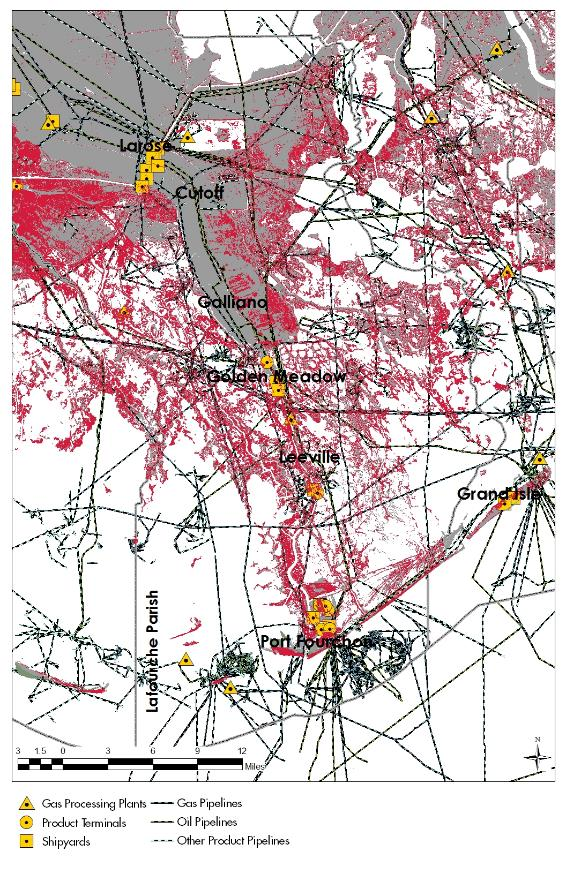 Larose
Cutoff
Galliano
Golden Meadow
Leeville
Grand Isle
Port Fourchon
Lafourche Parish
N
3 1.5 0 3 6 9 12
Miles
Gas Processing Plants
Gas Pipelines
Product Terminals
Oil Pipelines
Shipyards
Other Product Pipelines